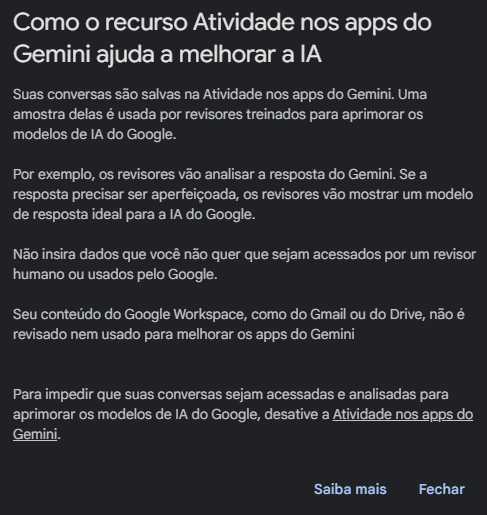 Como o recurso Atividade nos apps do
Gemini ajuda a melhorar a IA
Suas conversas são salvas na Atividade nos apps do Gemini. Uma
amostra delas é usada por revisores treinados para aprimorar os
modelos de IA do Google.
Por exemplo, os revisores vão analisar a resposta do Gemini. Se a
resposta precisar ser aperfeiçoada, os revisores vão mostrar um modelo
de resposta ideal para a IA do Google.
Não insira dados que você não quer que sejam acessados por um revisor
humano ou usados pelo Google.
Seu conteúdo do Google Workspace, como do Gmail ou do Drive, não é
revisado nem usado para melhorar os apps do Gemini
Para impedir que suas conversas sejam acessadas e analisadas para
aprimorar os modelos de IA do Google, desative a Atividade nos apps do
Gemini.
Saiba mais Fechar